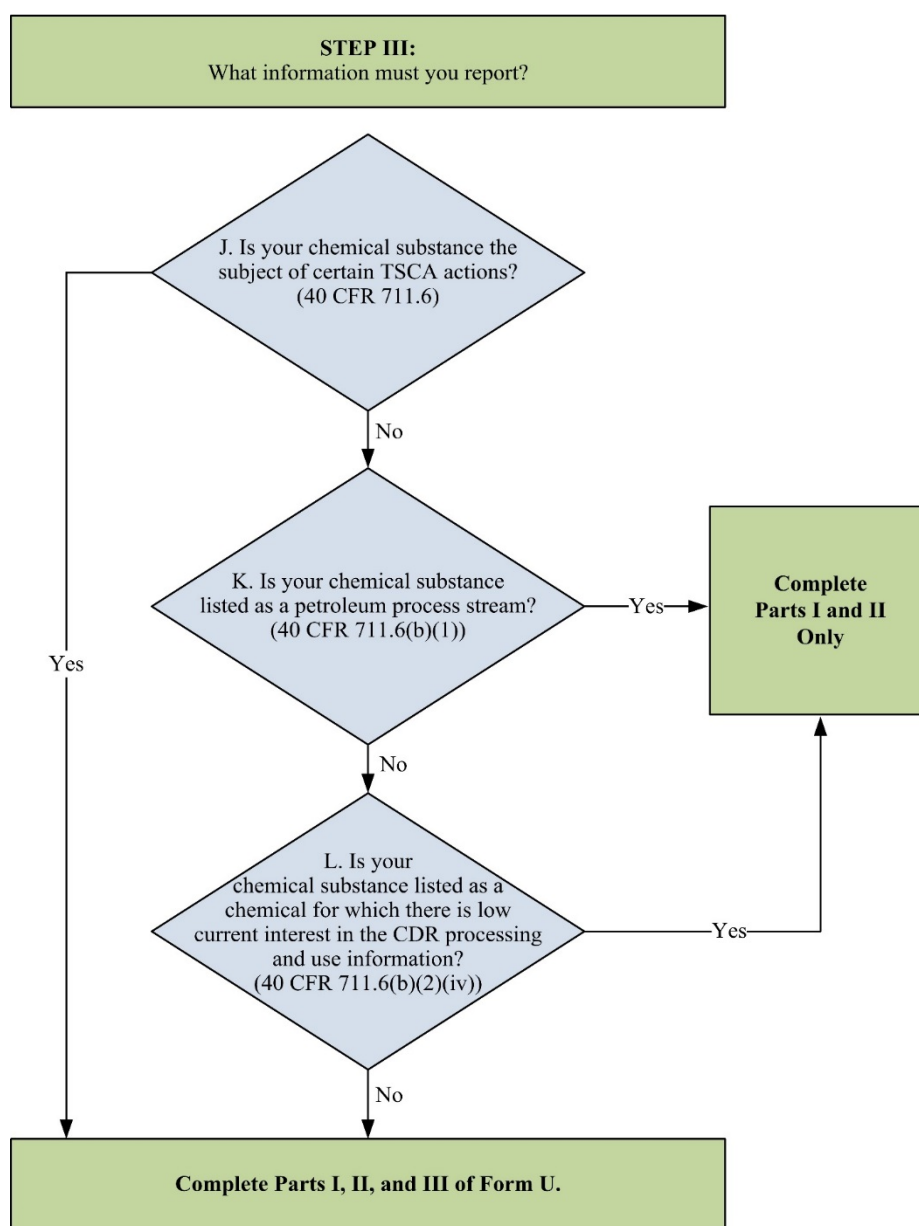 STEP III:
What information must you report?
J. Is your chemical substance the
subject of certain TSCA actions?
(40 CFR 711.6)
No
K. Is your chemical substance
listed as a petroleum process stream?
(40 CFR 711.6(b)(1))
Yes
Complete
Parts I and II
Only
Yes
No
L. Is your
chemical substance listed as a
chemical for which there is low
current interest in the CDR processing
and use information?
(40 CFR 711.6(b)(2)(iv))
Yes
No
Complete Parts I, II, and III of Form U.